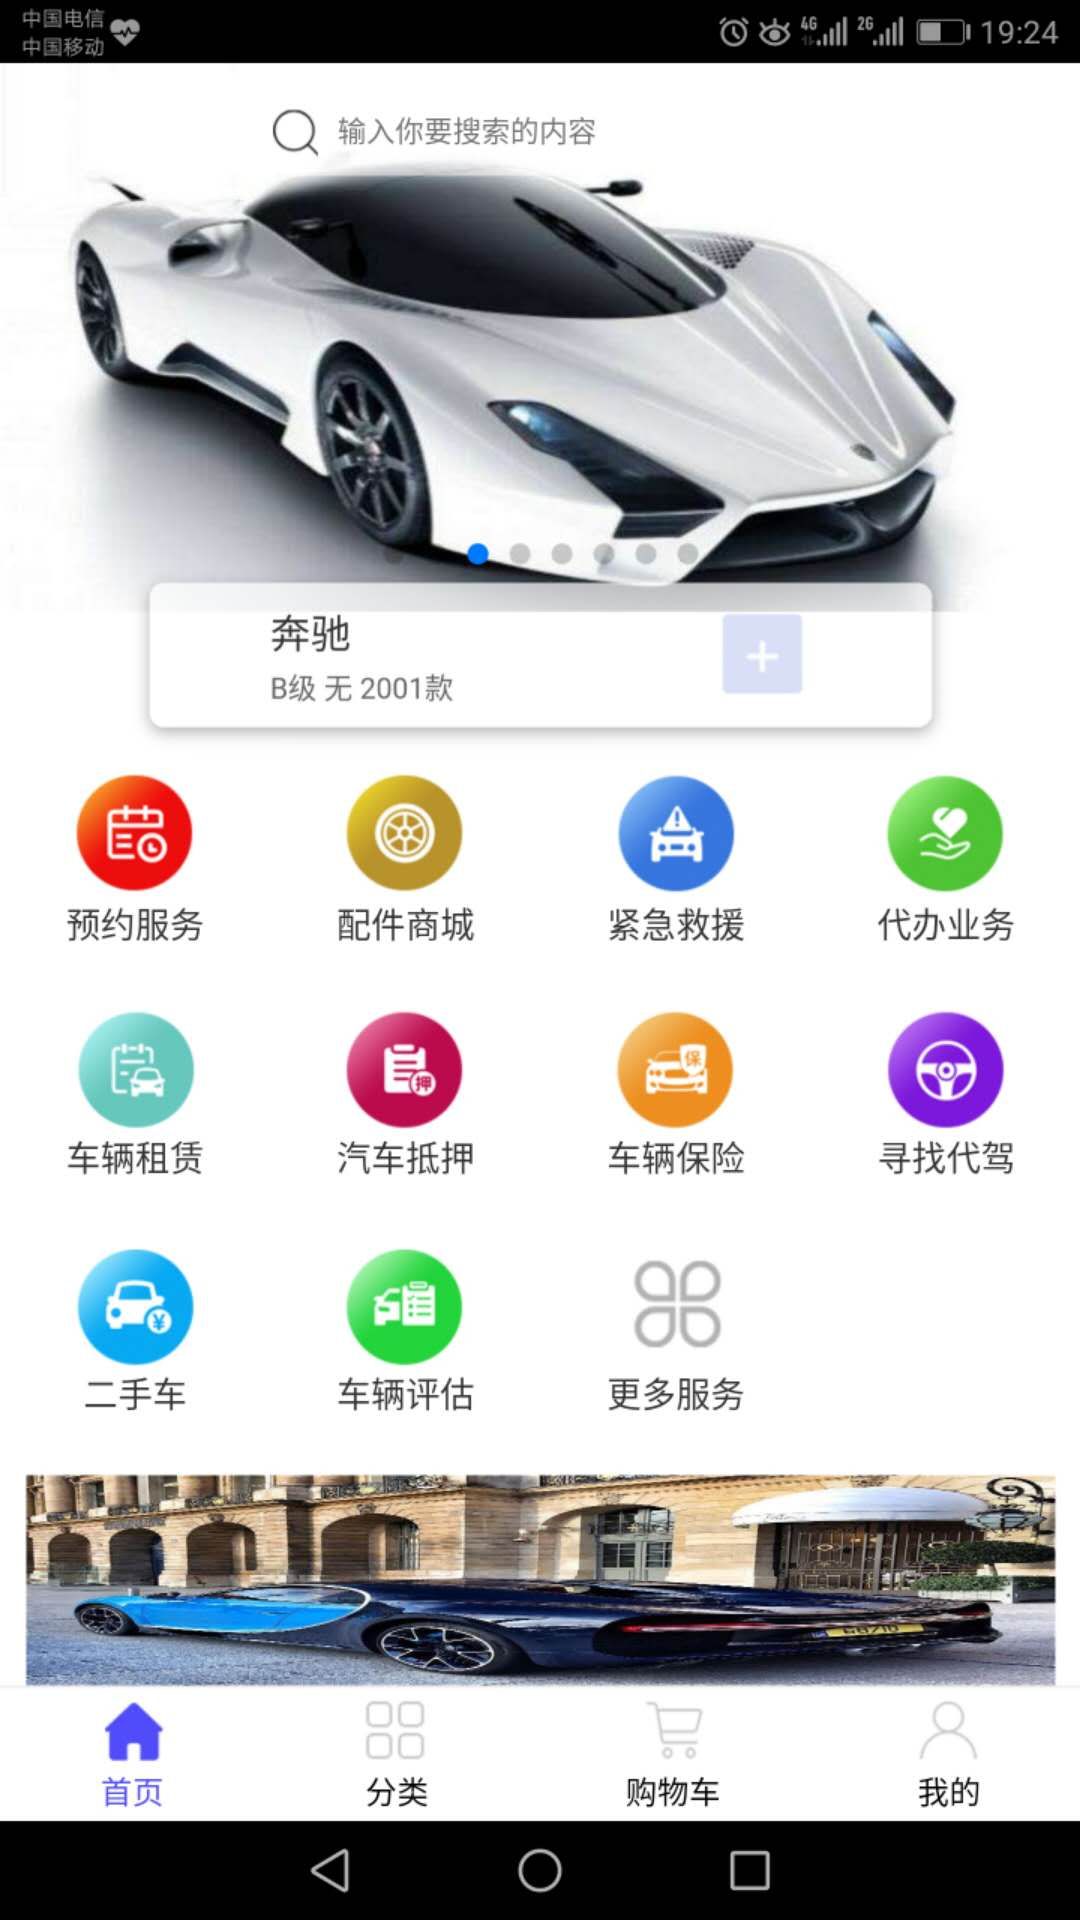 中国电信
中国移动
4G 2G 19:24
输入你要搜索的内容
奔驰
B级 无 2001款
预约服务 配件商城 紧急救援 代办业务
押 保
车辆租赁 汽车抵押 车辆保险 寻找代驾
¥
二手车 车辆评估 更多服务
首页 分类 购物车 我的